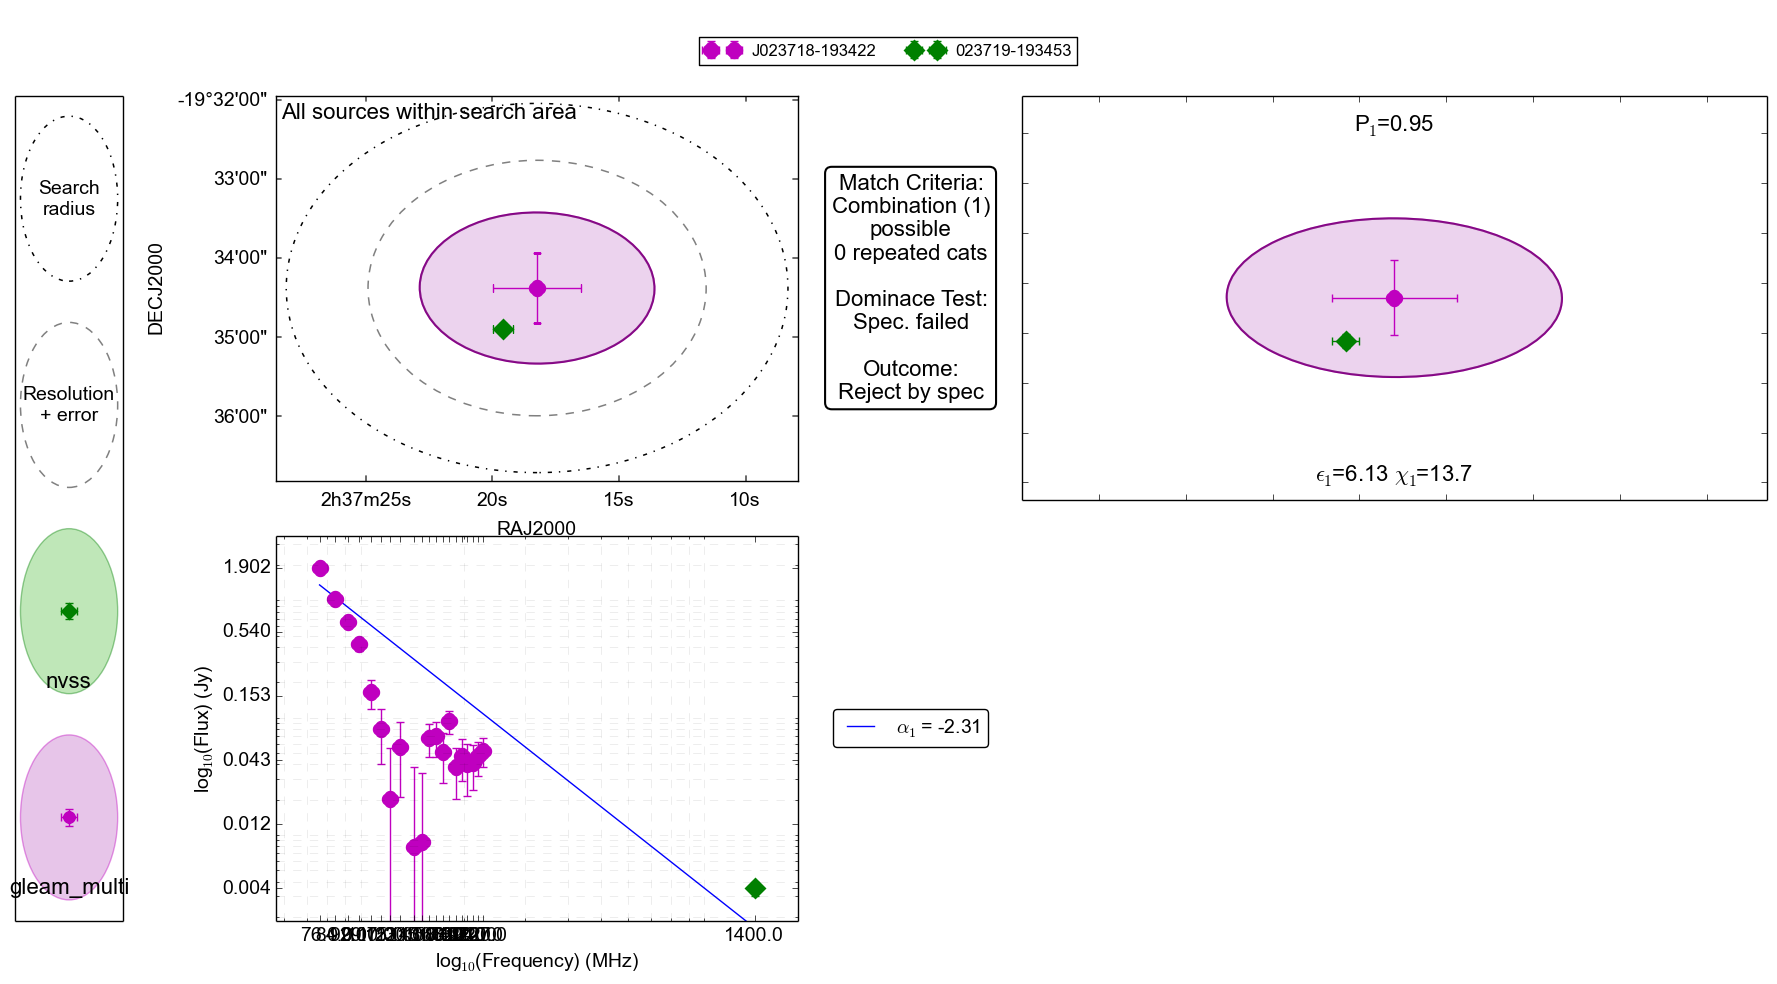 J023718-193422
023719-193453
Search
radius
Resolution
+ error
nvss
gleam_multi
All sources within search area
-19°32'00"
33'00"
34'00"
35'00"
36'00"
DECJ2000
2h37m25s
20s
15s
10s
RAJ2000
Match Criteria:
Combination (1)
possible
0 repeated cats
Dominace Test:
Spec. failed
Outcome:
Reject by spec
P₁=0.95
ϵ₁=6.13 χ₁=13.7
1.902
0.540
0.153
0.043
0.012
0.004
log₁₀(Flux) (Jy)
1400.0
log₁₀(Frequency) (MHz)
α₁ = -2.31